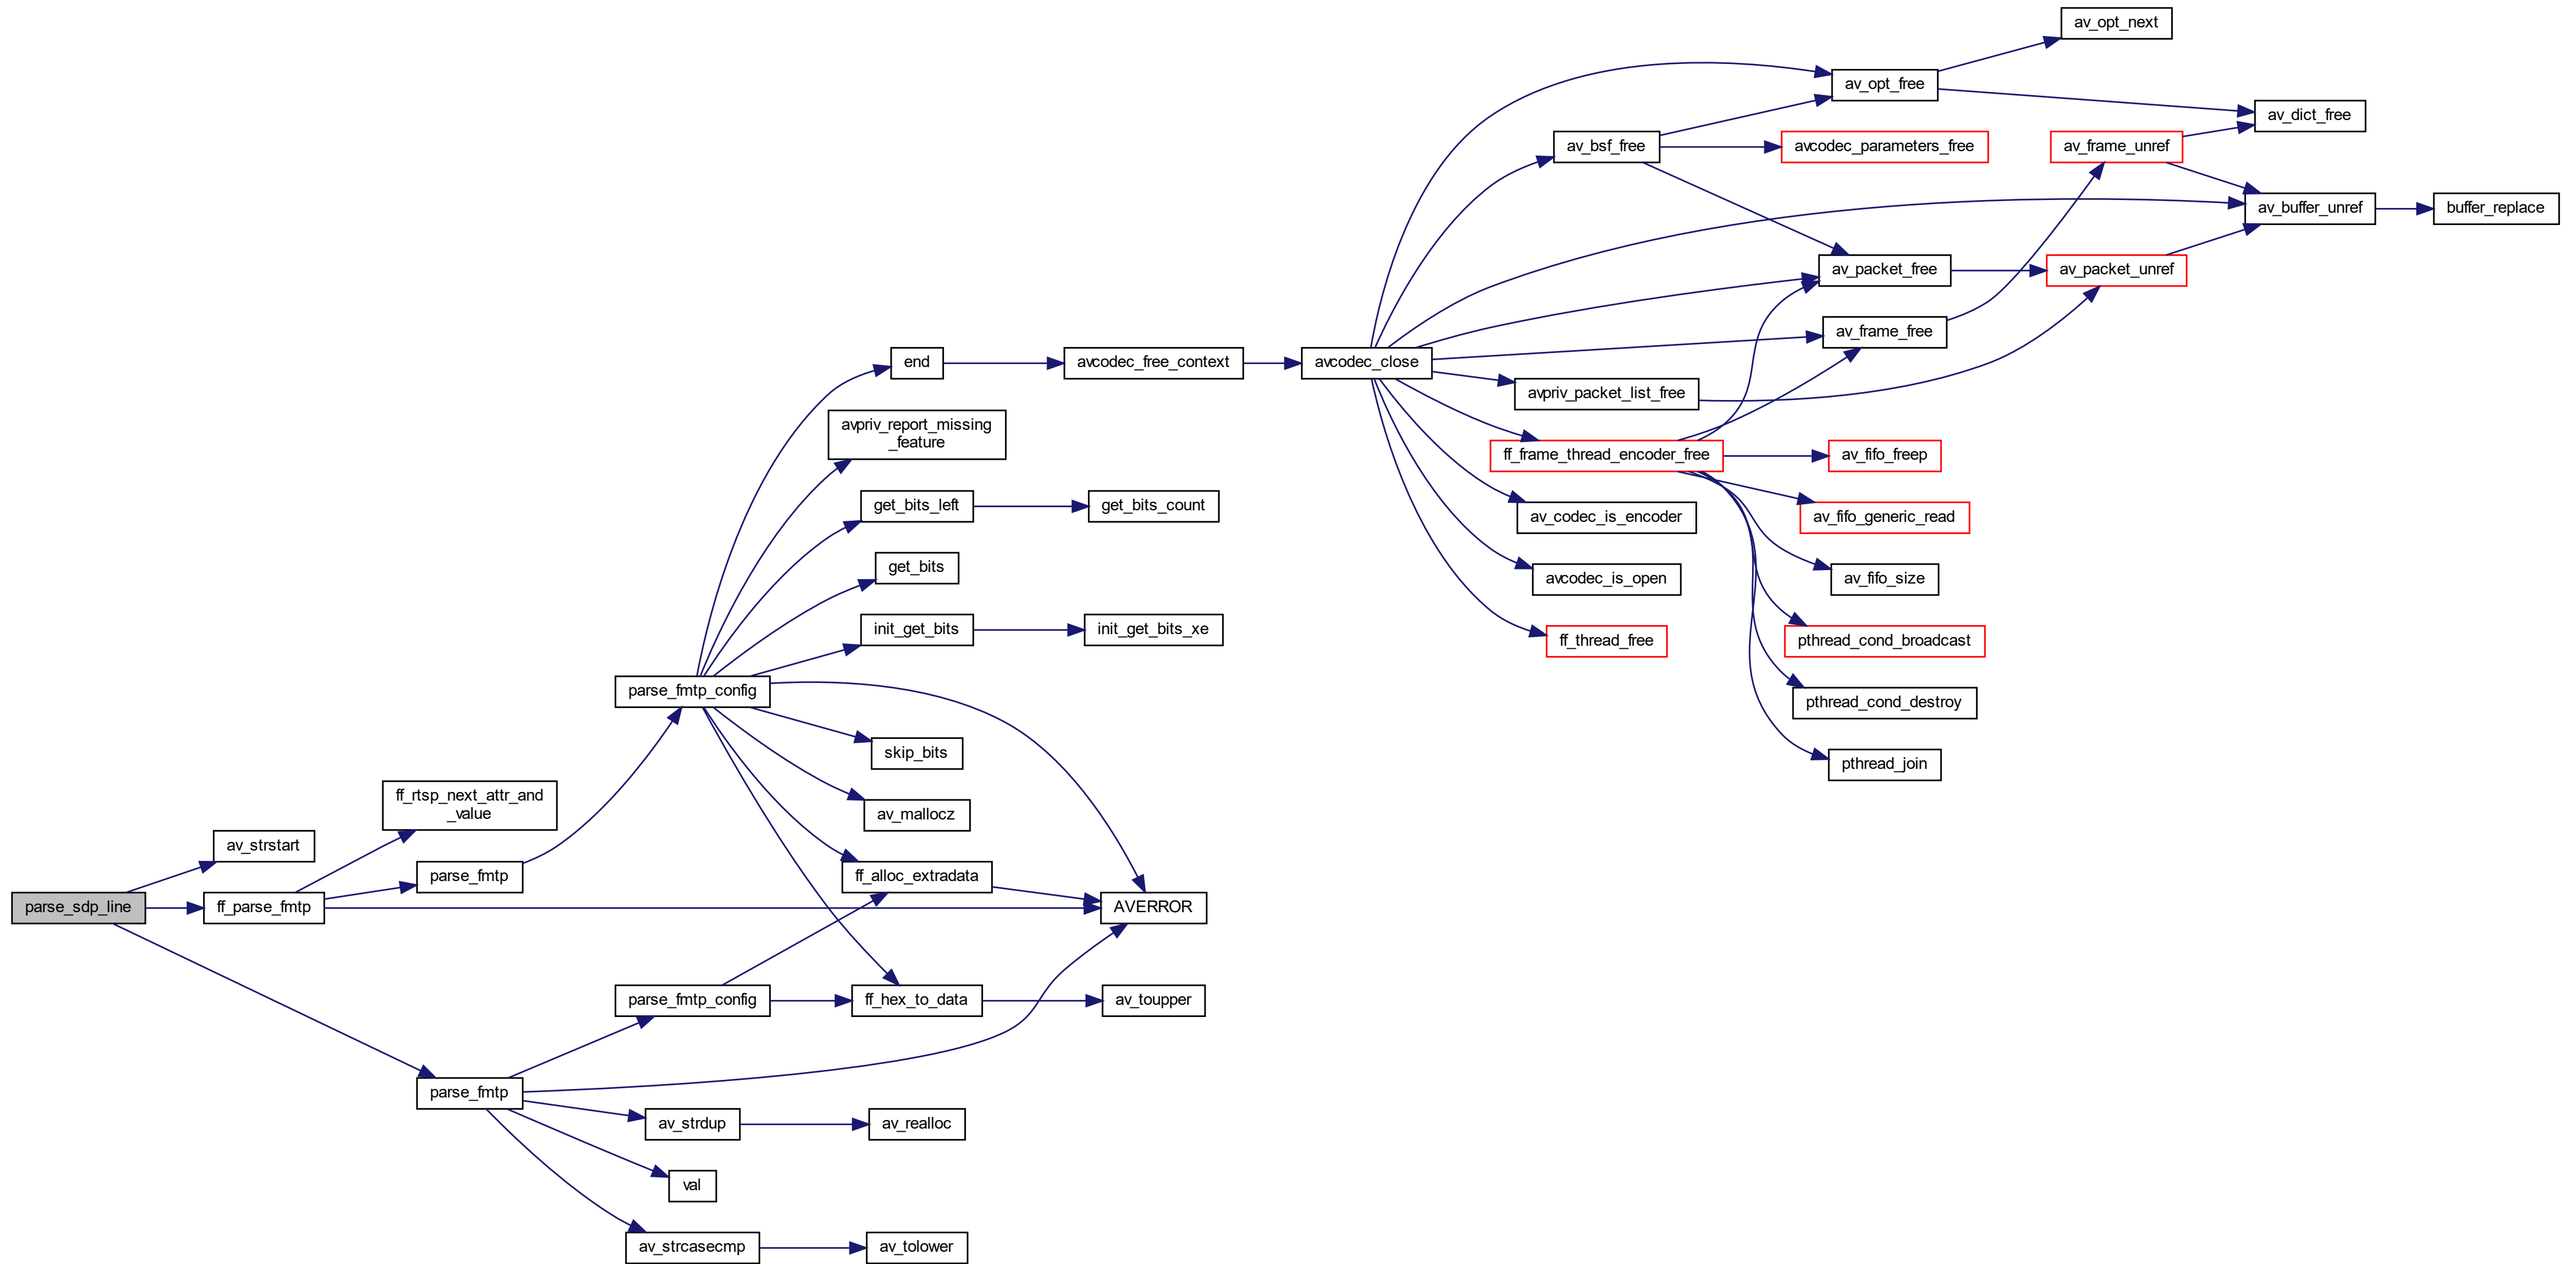 av_opt_next
av_opt_free
av_dict_free
av_bsf_free
avcodec_parameters_free
av_frame_unref
av_buffer_unref
buffer_replace
av_packet_free
av_packet_unref
av_frame_free
end
avcodec_free_context
avcodec_close
avpriv_packet_list_free
avpriv_report_missing
_feature
ff_frame_thread_encoder_free
av_fifo_freep
get_bits_left
get_bits_count
av_codec_is_encoder
av_fifo_generic_read
get_bits
avcodec_is_open
av_fifo_size
init_get_bits
init_get_bits_xe
ff_thread_free
pthread_cond_broadcast
parse_fmtp_config
pthread_cond_destroy
skip_bits
pthread_join
ff_rtsp_next_attr_and
_value
av_mallocz
av_strstart
parse_fmtp
ff_alloc_extradata
parse_sdp_line
ff_parse_fmtp
AVERROR
parse_fmtp_config
ff_hex_to_data
av_toupper
parse_fmtp
av_strdup
av_realloc
val
av_strcasecmp
av_tolower